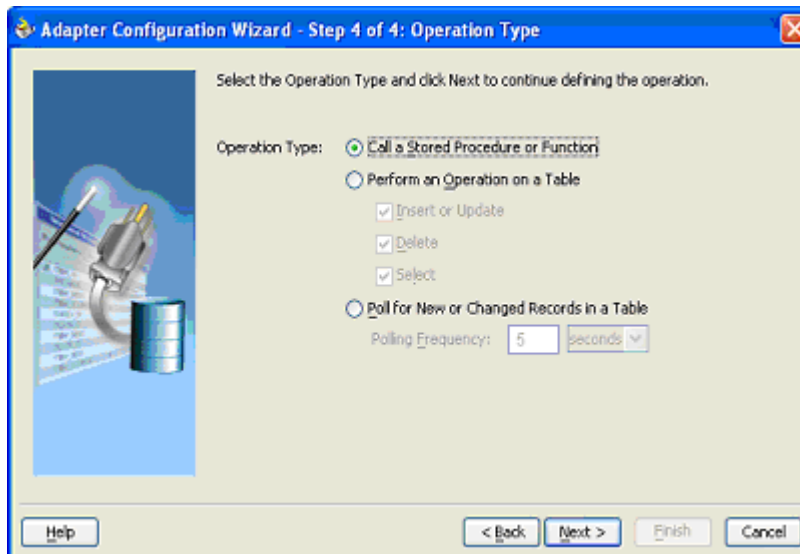 Adapter Configuration Wizard - Step 4 of 4: Operation Type
Select the Operation Type and click Next to continue defining the operation.
Operation Type: Call a Stored Procedure or Function
Perform an Operation on a Table
Insert or Update
Delete
Select
Poll for New or Changed Records in a Table
Polling Frequency: 5 seconds
Help < Back Next > Finish Cancel